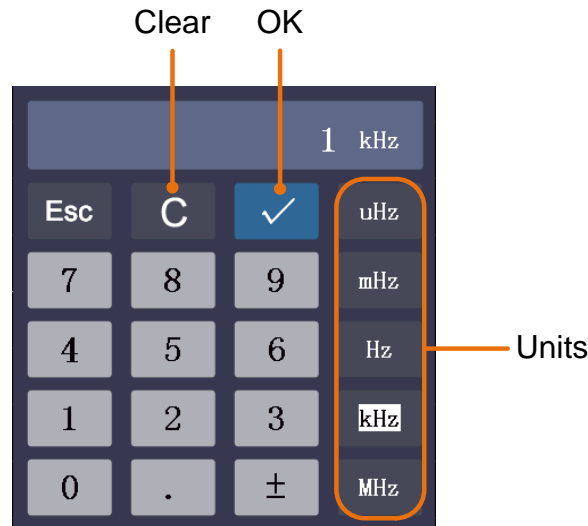 Clear OK
1 kHz
Esc C ✓ uHz
7 8 9 mHz
4 5 6 Hz
Units
1 2 3 kHz
0 . ± MHz